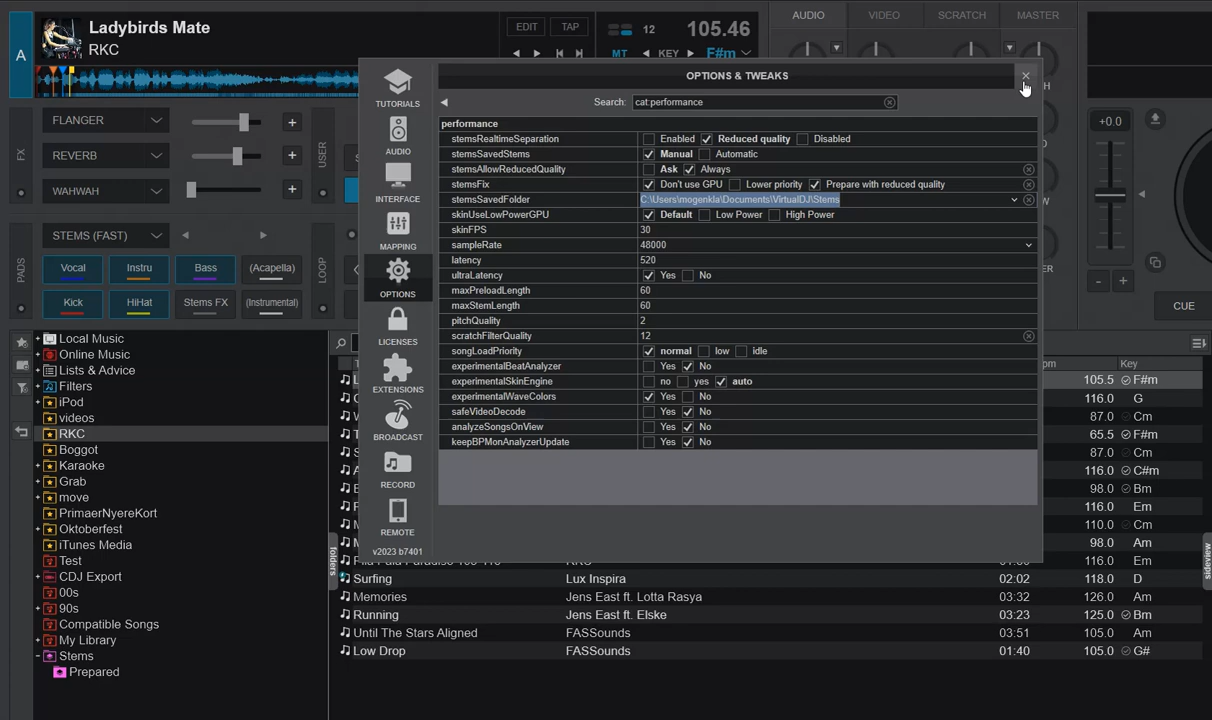 A
Ladybirds Mate
RKC
EDIT TAP 12 105.46
MT KEY F#m
AUDIO VIDEO SCRATCH MASTER
FX
FLANGER
REVERB
WAHWAH
USER
PADS
STEMS (FAST)
Vocal Instru Bass (Acapella)
Kick HiHat Stems FX (Instrumental)
LOOP
+0.0
CUE
OPTIONS & TWEAKS
Search: cat:performance
TUTORIALS
AUDIO
INTERFACE
MAPPING
OPTIONS
LICENSES
EXTENSIONS
BROADCAST
RECORD
REMOTE
v2023 b7401
performance
stemsRealtimeSeparation Enabled Reduced quality Disabled
stemsSavedStems Manual Automatic
stemsAllowReducedQuality Ask Always
stemsFix Don't use GPU Lower priority Prepare with reduced quality
stemsSavedFolder C:\Users\mogenkla\Documents\VirtualDJ\Stems
skinUseLowPowerGPU Default Low Power High Power
skinFPS 30
sampleRate 48000
latency 520
ultraLatency Yes No
maxPreloadLength 60
maxStemLength 60
pitchQuality 2
scratchFilterQuality 12
songLoadPriority normal low idle
experimentalBeatAnalyzer Yes No
experimentalSkinEngine no yes auto
experimentalWaveColors Yes No
safeVideoDecode Yes No
analyzeSongsOnView Yes No
keepBPMonAnalyzerUpdate Yes No
Local Music
Online Music
Lists & Advice
Filters
iPod
videos
RKC
Boggot
Karaoke
Grab
move
PrimaerNyereKort
Oktoberfest
iTunes Media
Test
CDJ Export
00s
90s
Compatible Songs
My Library
Stems
Prepared
folders
sideview
Key
105.5 F#m
116.0 G
87.0 Cm
65.5 F#m
87.0 Cm
116.0 C#m
98.0 Bm
116.0 Em
110.0 Cm
98.0 Am
116.0 Em
Surfing Lux Inspira 02:02 118.0 D
Memories Jens East ft. Lotta Rasya 03:32 126.0 Am
Running Jens East ft. Elske 03:23 125.0 Bm
Until The Stars Aligned FASSounds 03:51 105.0 Am
Low Drop FASSounds 01:40 105.0 G#